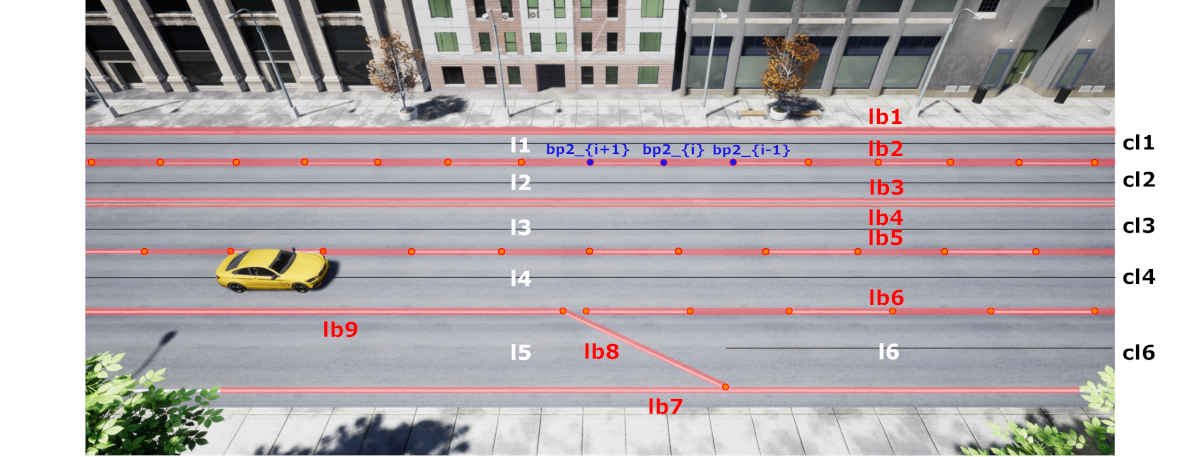 lb1
l1
cl1
bp2_{i+1} bp2_{i} bp2_{i-1}
lb2
l2
cl2
lb3
lb4
l3
cl3
lb5
l4
cl4
lb6
lb9
l5
lb8
l6
cl6
lb7